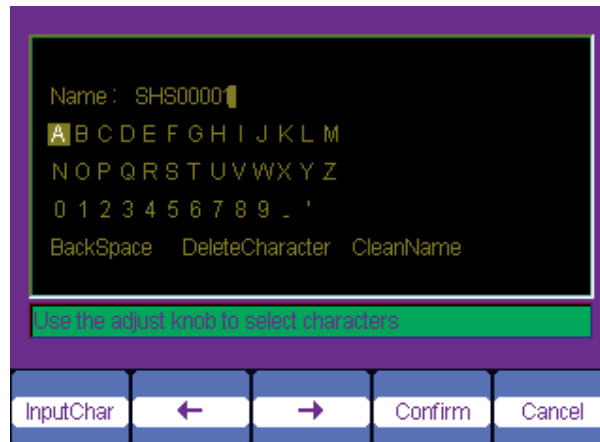 Name: SHS00001
A B C D E F G H I J K L M
N O P Q R S T U V W X Y Z
0 1 2 3 4 5 6 7 8 9 _ '
BackSpace DeleteCharacter CleanName
Use the adjust knob to select characters
InputChar ← → Confirm Cancel